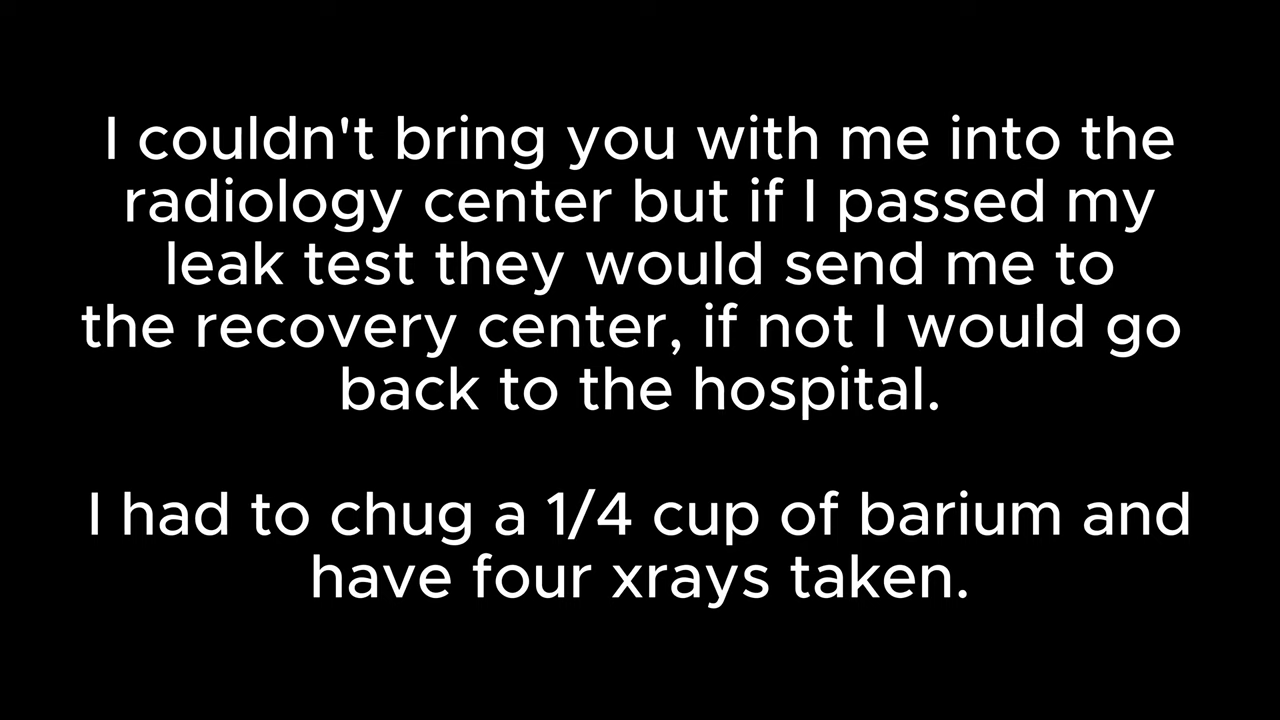 I couldn't bring you with me into the
radiology center but if I passed my
leak test they would send me to
the recovery center, if not I would go
back to the hospital.
I had to chug a 1/4 cup of barium and
have four xrays taken.